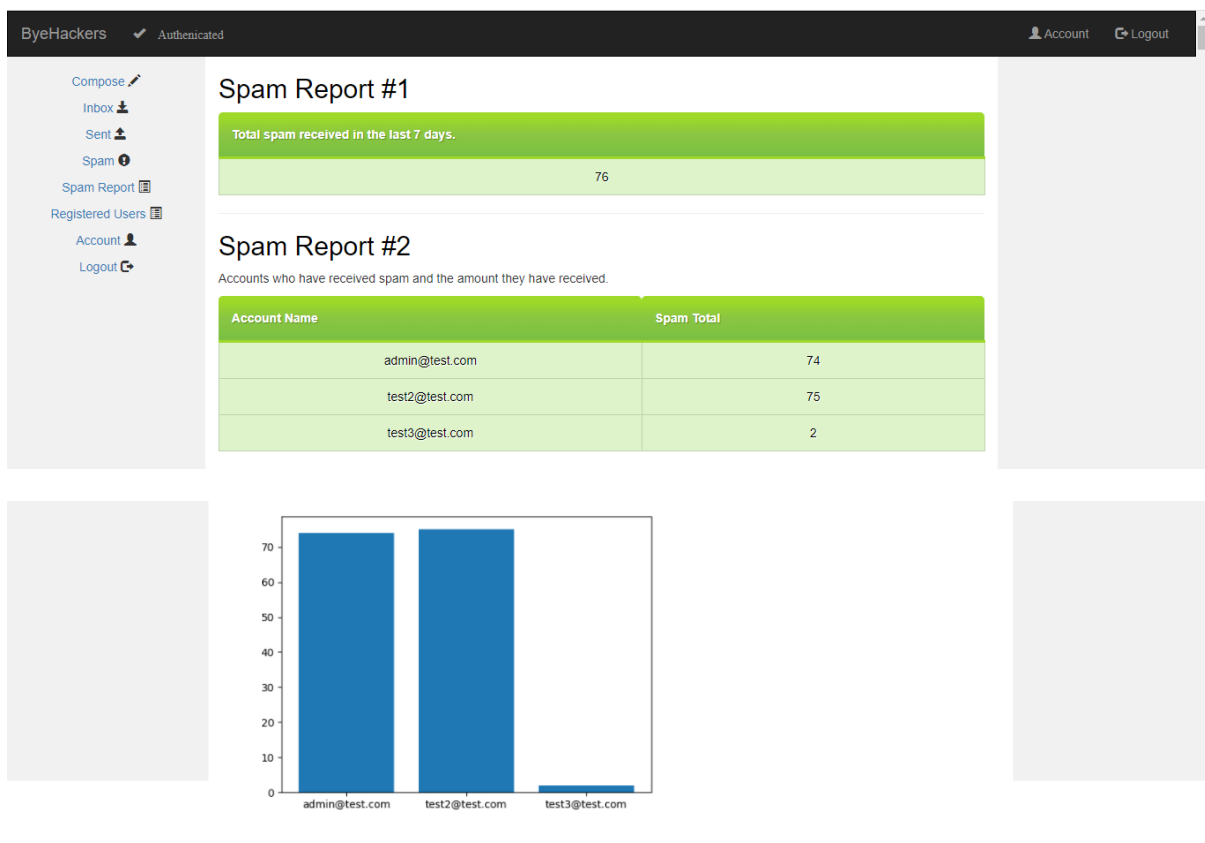 ByeHackers Authenicated Account Logout
Compose
Inbox
Sent
Spam
Spam Report
Registered Users
Account
Logout
Spam Report #1
Total spam received in the last 7 days.
76
Spam Report #2
Accounts who have received spam and the amount they have received.
Account Name Spam Total
admin@test.com 74
test2@test.com 75
test3@test.com 2
70
60
50
40
30
20
10
0
admin@test.com test2@test.com test3@test.com